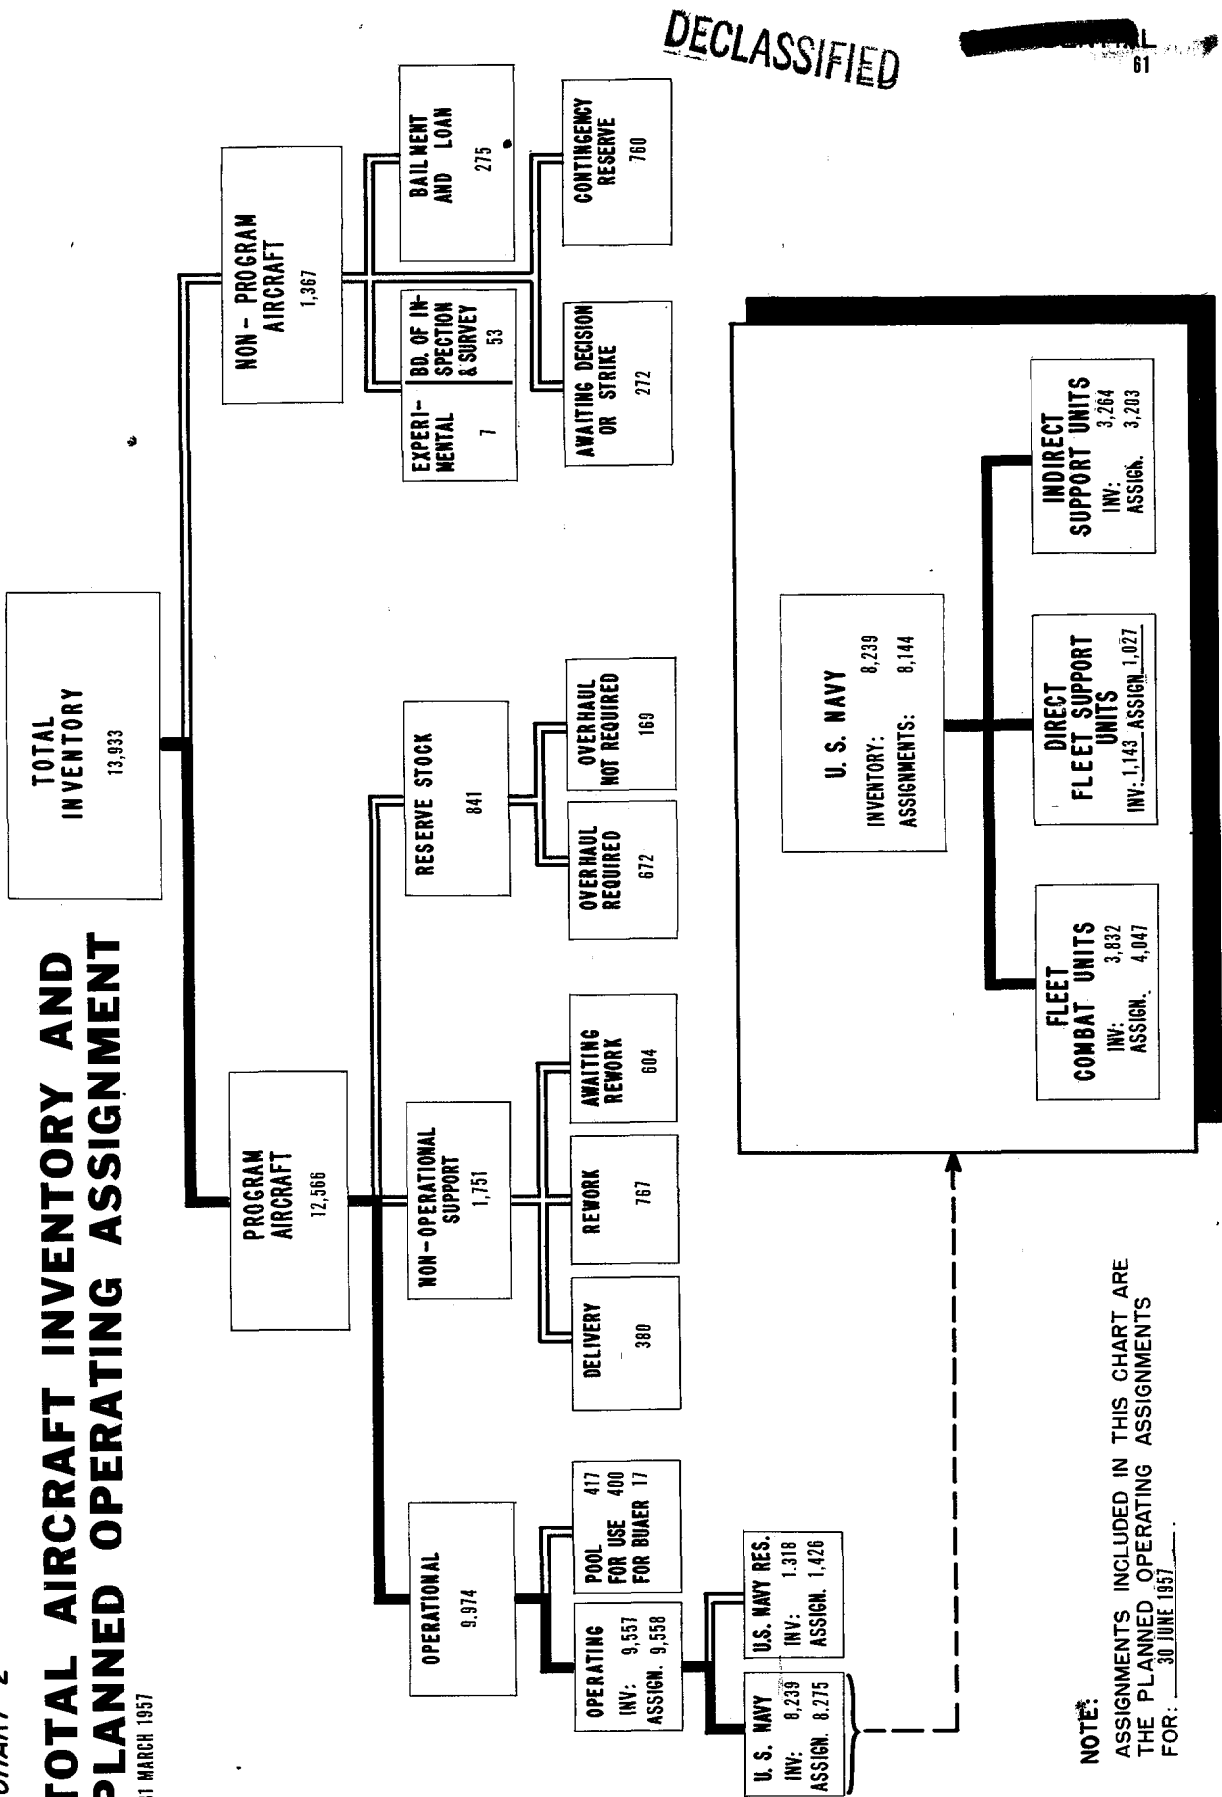 CHART 2
TOTAL AIRCRAFT INVENTORY AND
PLANNED OPERATING ASSIGNMENT
31 MARCH 1957
TOTAL
INVENTORY
13,933
PROGRAM
AIRCRAFT
12,566
NON-PROGRAM
AIRCRAFT
1,367
OPERATIONAL
9.974
NON-OPERATIONAL
SUPPORT
1,751
RESERVE STOCK
841
EXPERI-
MENTAL
7
BD. OF IN-
SPECTION
& SURVEY
53
BAILMENT
AND LOAN
275
OPERATING
INV: 9,557
ASSIGN. 9,558
POOL 417
FOR USE 400
FOR BUAER 17
DELIVERY
380
REWORK
767
AWAITING
REWORK
604
OVERHAUL
REQUIRED
672
OVERHAUL
NOT REQUIRED
169
AWAITING DECISION
OR STRIKE
272
CONTINGENCY
RESERVE
760
U. S. NAVY
INV: 8,239
ASSIGN. 8.275
U.S. NAVY RES.
INV: 1.318
ASSIGN. 1,426
U. S. NAVY
INVENTORY: 8,239
ASSIGNMENTS: 8,144
FLEET
COMBAT UNITS
INV: 3,832
ASSIGN. 4,047
DIRECT
FLEET SUPPORT
UNITS
INV: 1,143 ASSIGN 1,027
INDIRECT
SUPPORT UNITS
INV: 3,264
ASSIGN. 3,203
NOTE:
ASSIGNMENTS INCLUDED IN THIS CHART ARE
THE PLANNED OPERATING ASSIGNMENTS
FOR: 30 JUNE 1957
DECLASSIFIED
61